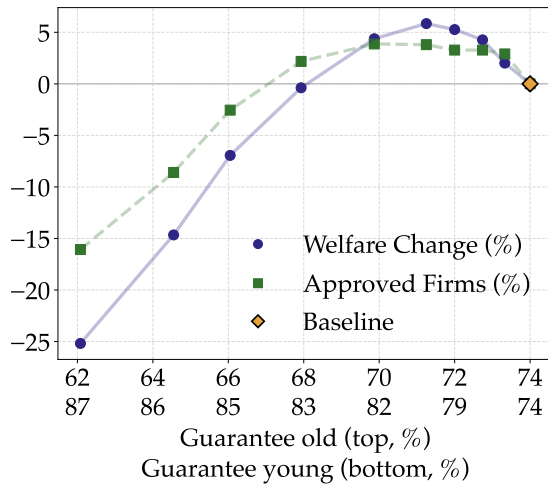 5
0
−5
−10
−15
−20
−25
Welfare Change (%)
Approved Firms (%)
Baseline
62 64 66 68 70 72 74
87 86 85 83 82 79 74
Guarantee old (top, %)
Guarantee young (bottom, %)